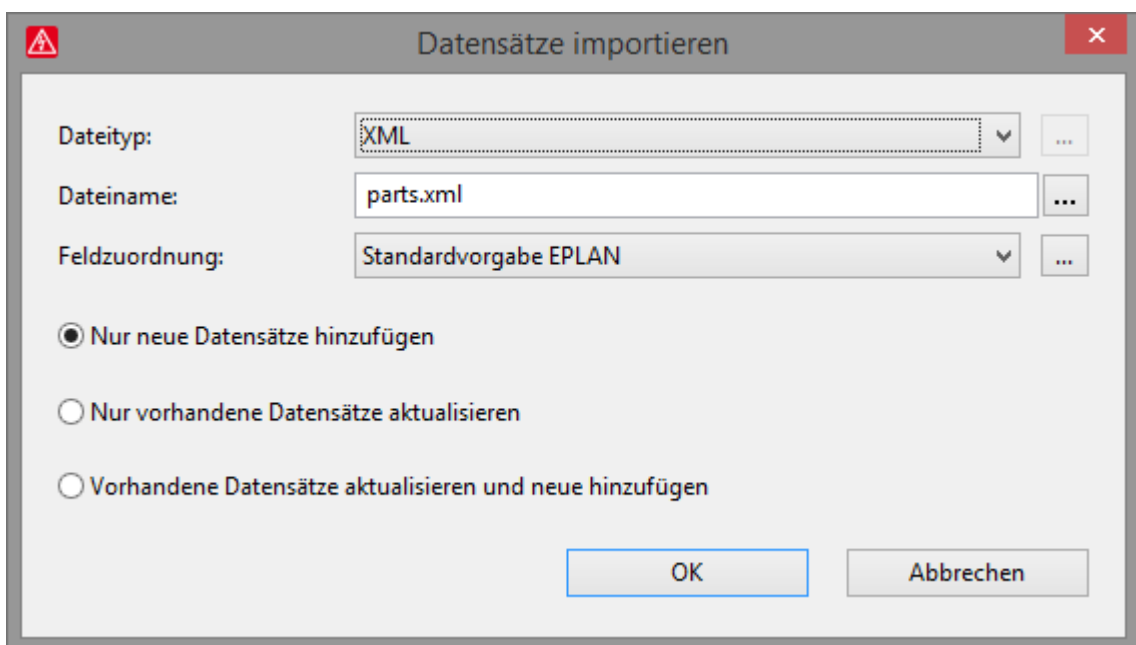 Datensätze importieren
Dateityp: XML ...
Dateiname: parts.xml ...
Feldzuordnung: Standardvorgabe EPLAN ...
Nur neue Datensätze hinzufügen
Nur vorhandene Datensätze aktualisieren
Vorhandene Datensätze aktualisieren und neue hinzufügen
OK Abbrechen